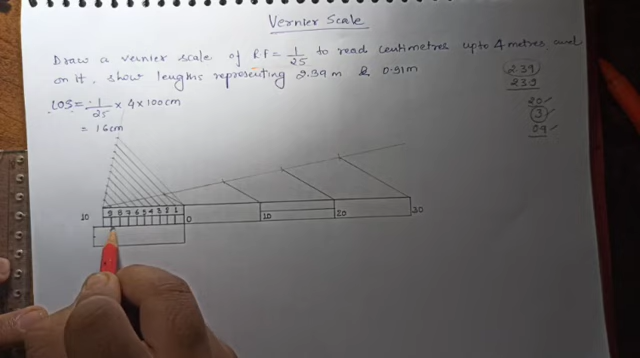 Vernier Scale
Draw a vernier scale of R.F = 1/25 to read centimetres upto 4 metres and
on it, show lengths representing 2.39 m & 0.91 m
LOS = 1/25 × 4 × 100 cm
= 16 cm
2.39
239
20 ✓
3 ✓
09 ✓
10 9 8 7 6 5 4 3 2 1 0 10 20 30